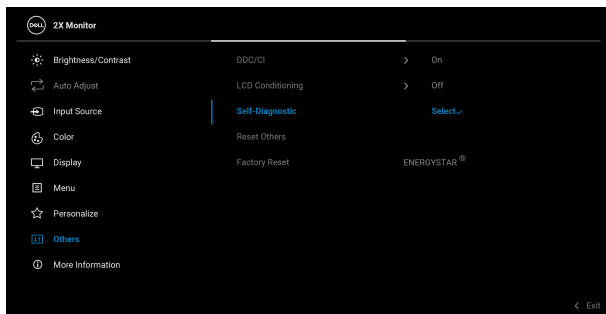 DELL 2X Monitor
Brightness/Contrast DDC/CI > On
Auto Adjust LCD Conditioning > Off
Input Source Self-Diagnostic Select✓
Color Reset Others
Display Factory Reset ENERGYSTAR ®
Menu
Personalize
Others
More Information
< Exit